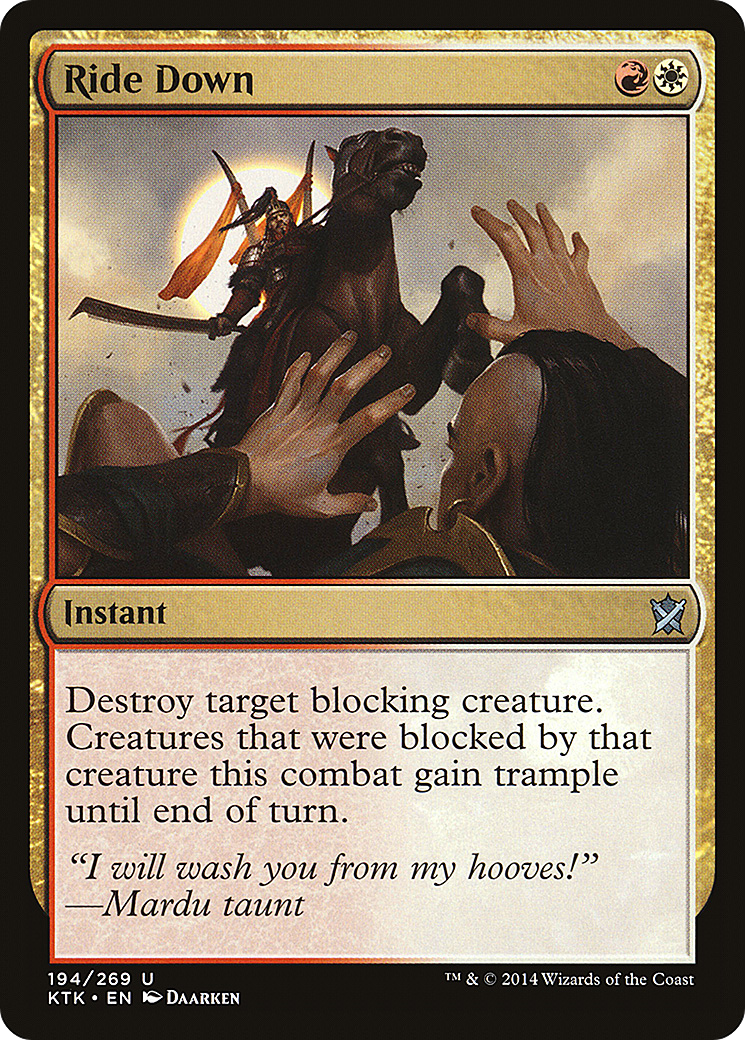 Ride Down
Instant
Destroy target blocking creature.
Creatures that were blocked by that
creature this combat gain trample
until end of turn.
“I will wash you from my hooves!”
—Mardu taunt
194/269 U
™ & © 2014 Wizards of the Coast
KTK • EN Daarken